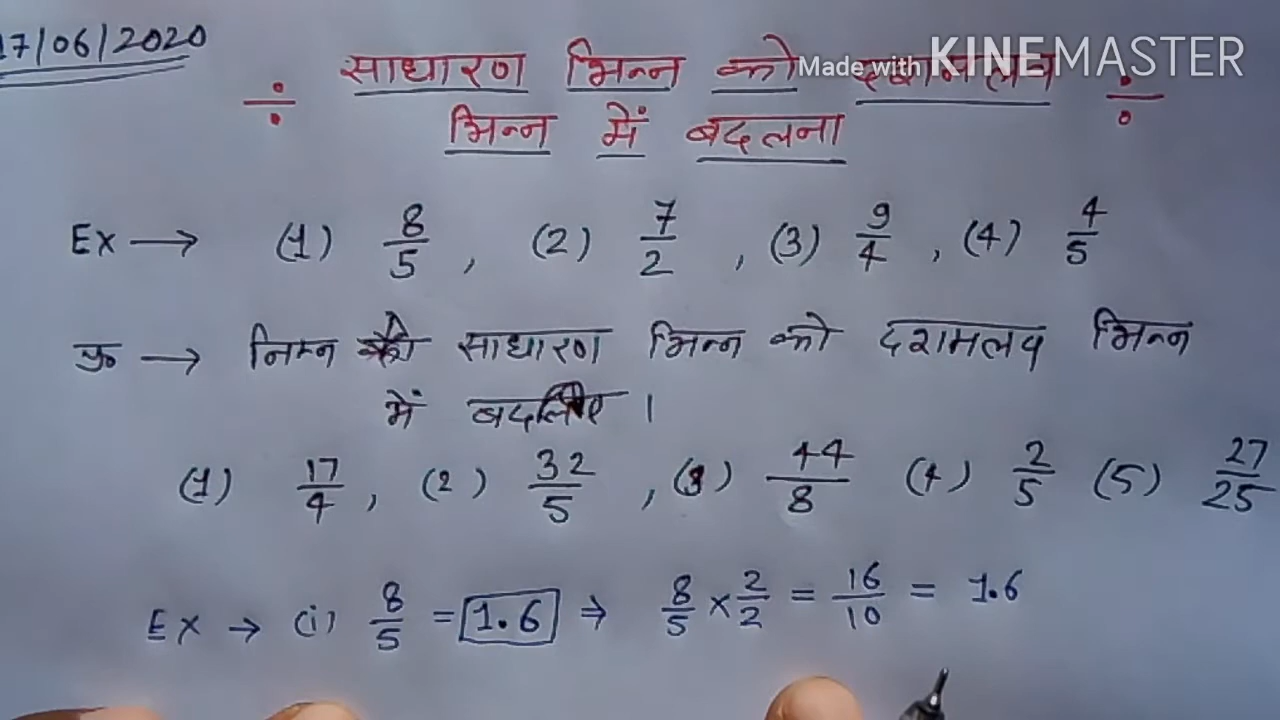 17/06/2020
Made with KINEMASTER
÷ साधारण भिन्न को दशमलव ÷
भिन्न में बदलना
Ex → (1) 8/5 , (2) 7/2 , (3) 9/4 , (4) 4/5
→ निम्न साधारण भिन्न को दशमलव भिन्न
में बदलिए ।
(1) 17/4 , (2) 32/5 , (3) 44/8 (4) 2/5 (5) 27/25
Ex → (i) 8/5 = 1.6 ⇒ 8/5 × 2/2 = 16/10 = 1.6